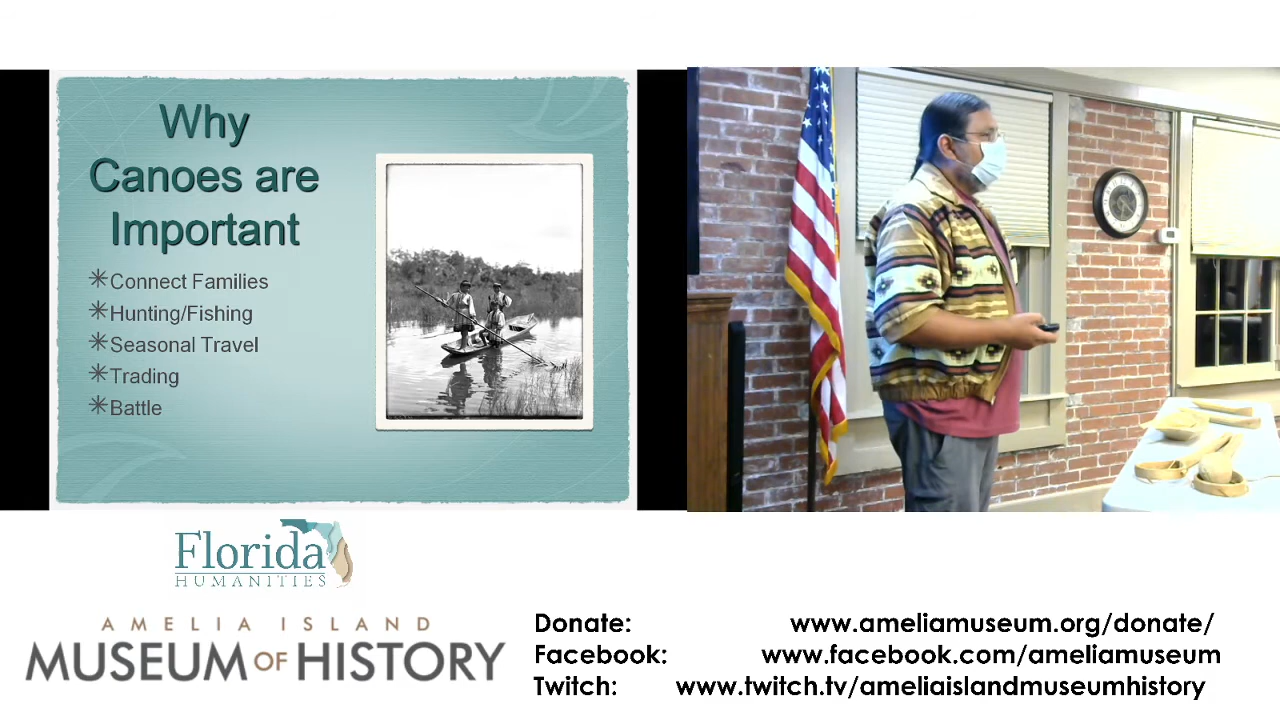 Why
Canoes are
Important
Connect Families
Hunting/Fishing
Seasonal Travel
Trading
Battle
Florida
HUMANITIES
AMELIA ISLAND
MUSEUM OF HISTORY
Donate: www.ameliamuseum.org/donate/
Facebook: www.facebook.com/ameliamuseum
Twitch: www.twitch.tv/ameliaislandmuseumhistory